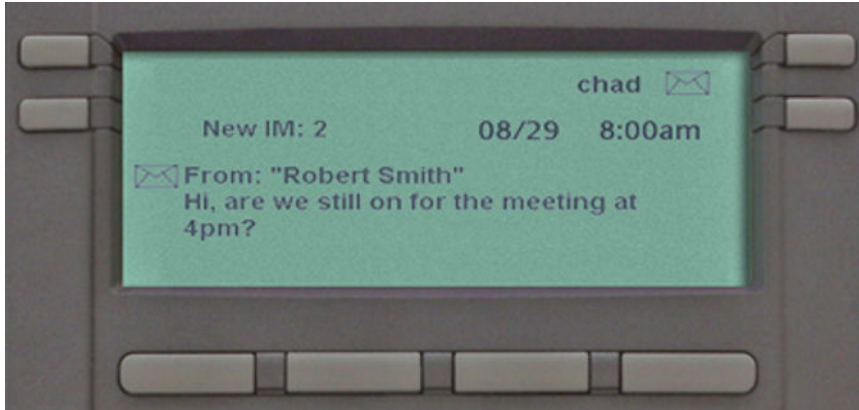 chad
New IM: 2 08/29 8:00am
From: "Robert Smith"
Hi, are we still on for the meeting at
4pm?